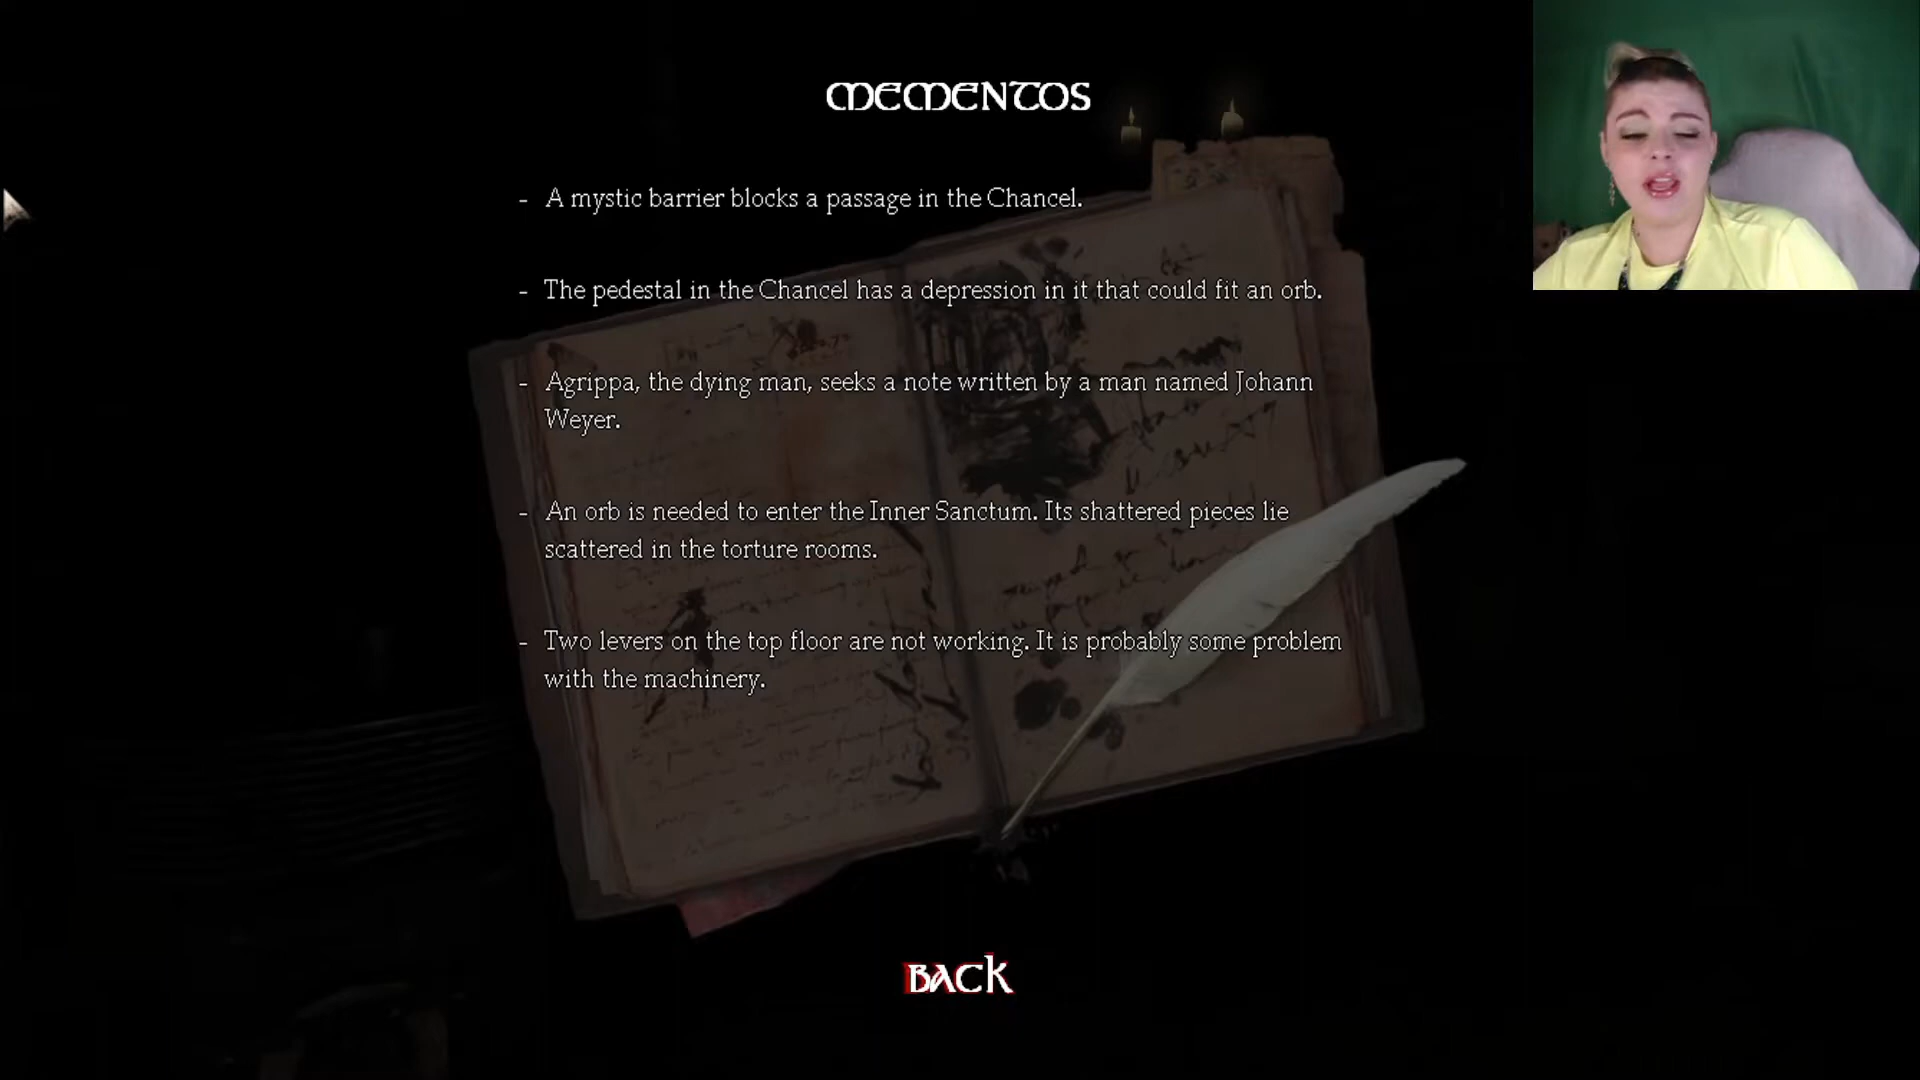 MEMENTOS
- A mystic barrier blocks a passage in the Chancel.
- The pedestal in the Chancel has a depression in it that could fit an orb.
- Agrippa, the dying man, seeks a note written by a man named Johann
Weyer.
- An orb is needed to enter the Inner Sanctum. Its shattered pieces lie
scattered in the torture rooms.
- Two levers on the top floor are not working. It is probably some problem
with the machinery.
BACK